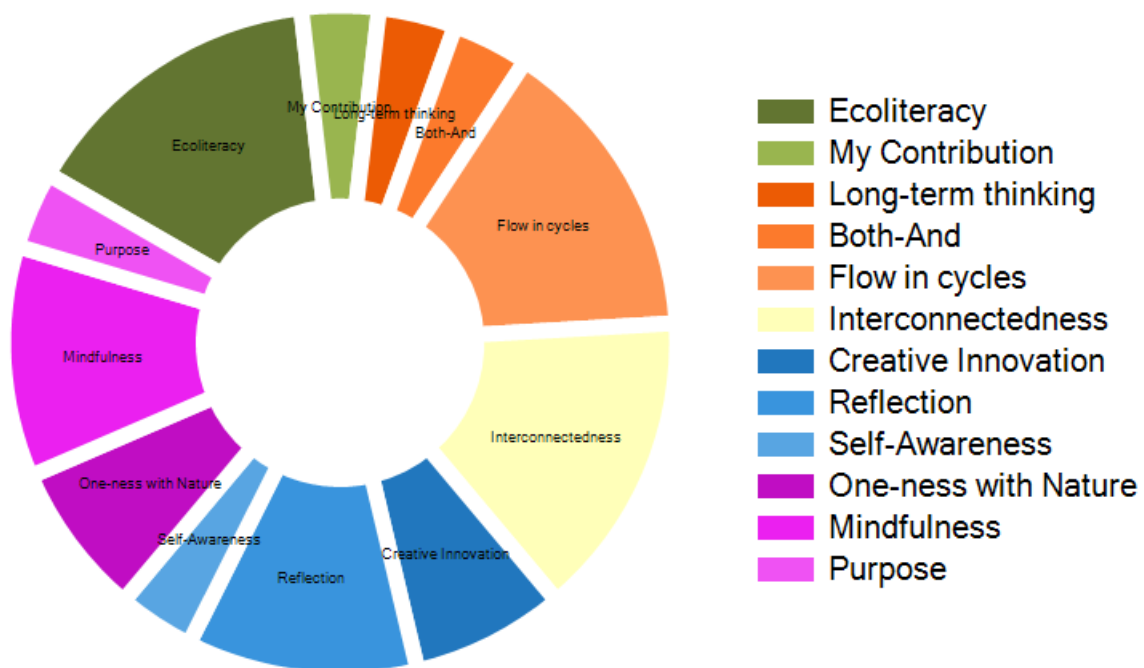 My Contribution
Long-term thinking
Both-And
Ecoliteracy
Flow in cycles
Purpose
Mindfulness
Interconnectedness
One-ness with Nature
Self-Awareness
Creative Innovation
Reflection
Ecoliteracy
My Contribution
Long-term thinking
Both-And
Flow in cycles
Interconnectedness
Creative Innovation
Reflection
Self-Awareness
One-ness with Nature
Mindfulness
Purpose